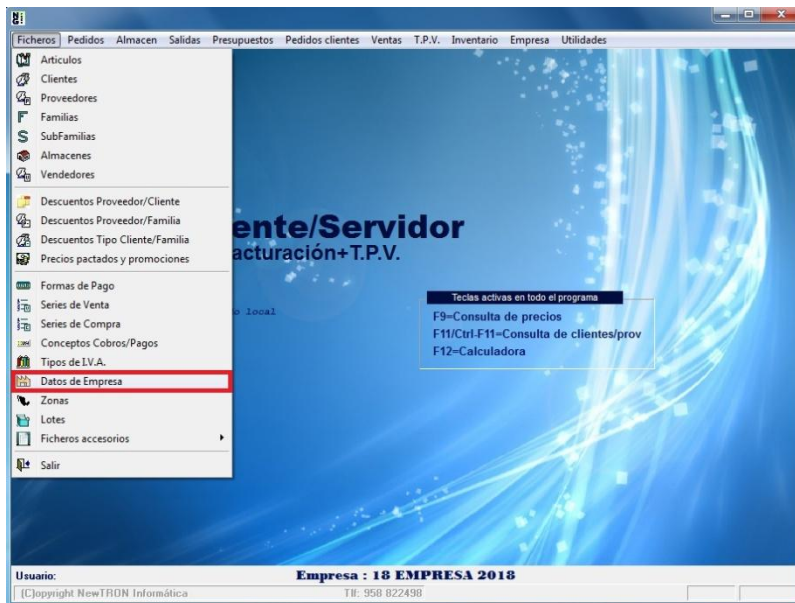 Ficheros Pedidos Almacen Salidas Presupuestos Pedidos clientes Ventas T.P.V. Inventario Empresa Utilidades
Articulos
Clientes
Proveedores
Familias
SubFamilias
Almacenes
Vendedores
Descuentos Proveedor/Cliente
Descuentos Proveedor/Familia
Descuentos Tipo Cliente/Familia
Precios pactados y promociones
Formas de Pago
Series de Venta
Series de Compra
Conceptos Cobros/Pagos
Tipos de I.V.A.
Datos de Empresa
Zonas
Lotes
Ficheros accesorios
Salir
ente/Servidor
acturación+T.P.V.
o local
Teclas activas en todo el programa
F9=Consulta de precios
F11/Ctrl-F11=Consulta de clientes/prov
F12=Calculadora
Usuario: Empresa : 18 EMPRESA 2018
(C)opyright NewTRON Informática Tlf: 958 822498